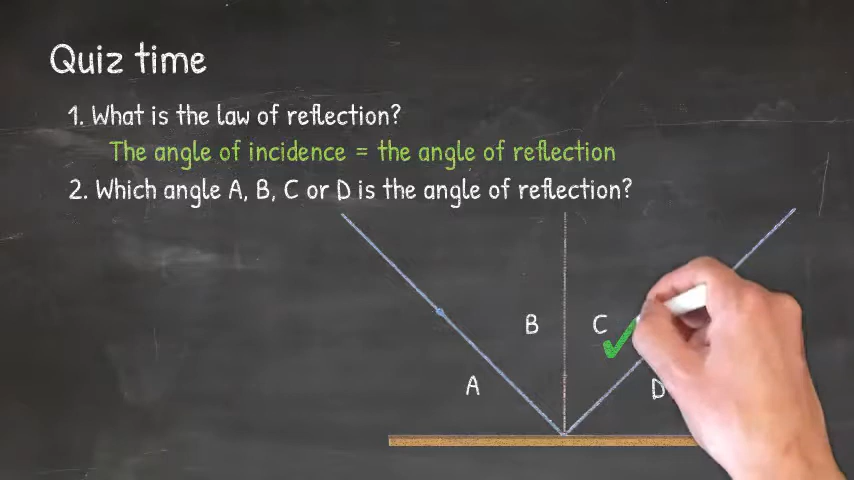 Quiz time
1. What is the law of reflection?
The angle of incidence = the angle of reflection
2. Which angle A, B, C or D is the angle of reflection?
B
C
A
D